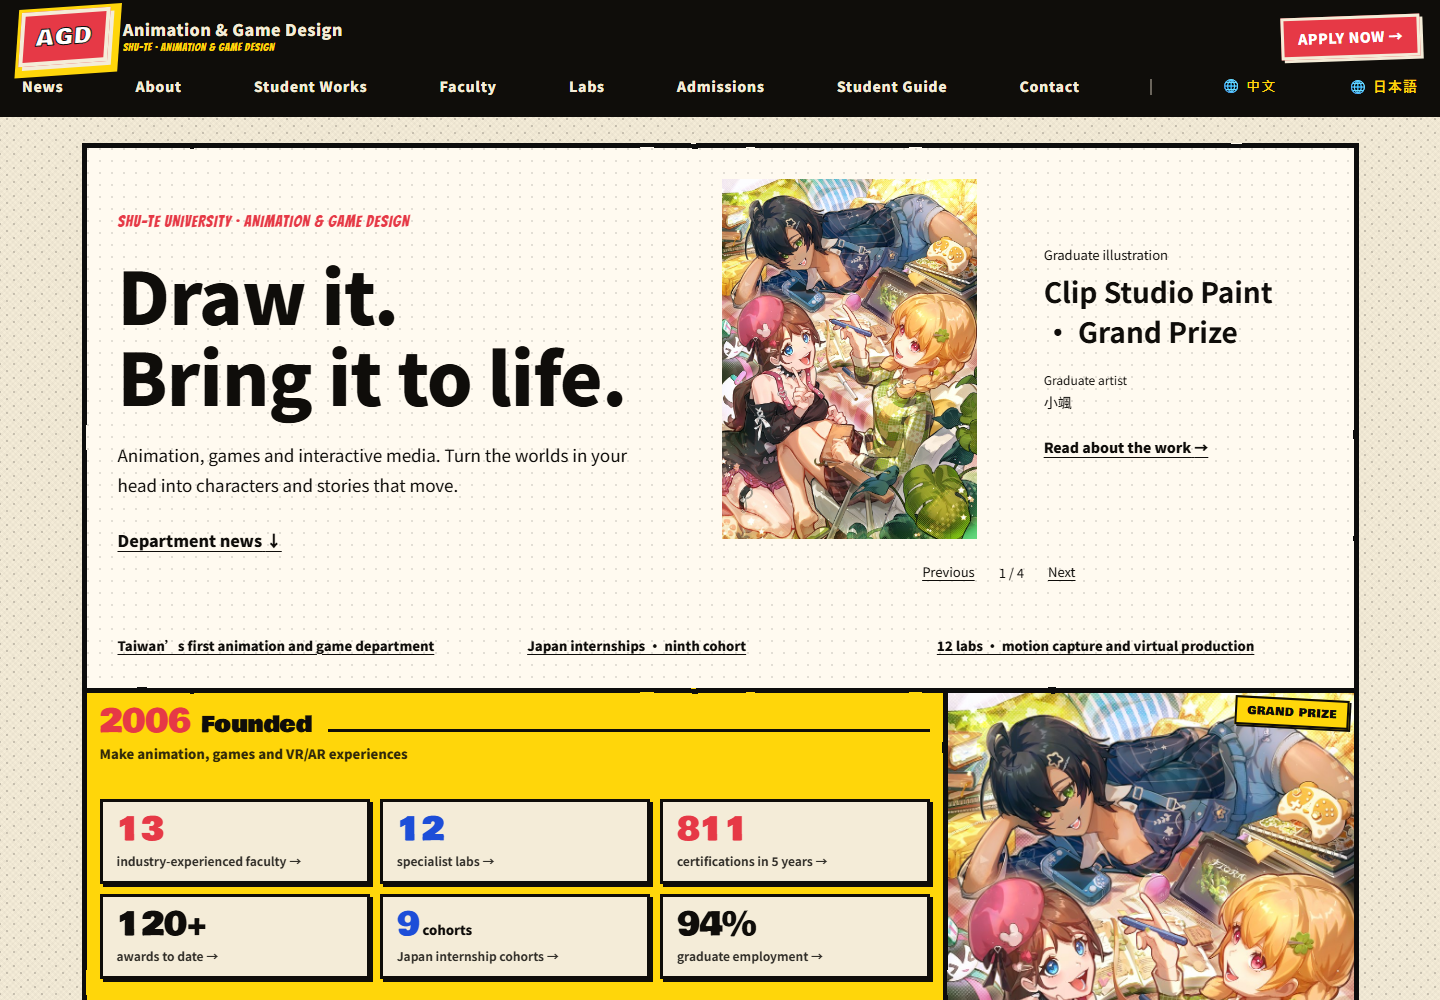 AGD
Animation & Game Design
SHU-TE · ANIMATION & GAME DESIGN
APPLY NOW →
News
About
Student Works
Faculty
Labs
Admissions
Student Guide
Contact
中文
日本語
SHU-TE UNIVERSITY · ANIMATION & GAME DESIGN
Draw it.
Bring it to life.
Animation, games and interactive media. Turn the worlds in your
head into characters and stories that move.
Department news ↓
Graduate illustration
Clip Studio Paint
・ Grand Prize
Graduate artist
小颯
Read about the work →
Previous
1 / 4
Next
Taiwan’s first animation and game department
Japan internships・ninth cohort
12 labs・motion capture and virtual production
2006 Founded
Make animation, games and VR/AR experiences
13
industry-experienced faculty →
12
specialist labs →
811
certifications in 5 years →
120+
awards to date →
9 cohorts
Japan internship cohorts →
94%
graduate employment →
GRAND PRIZE